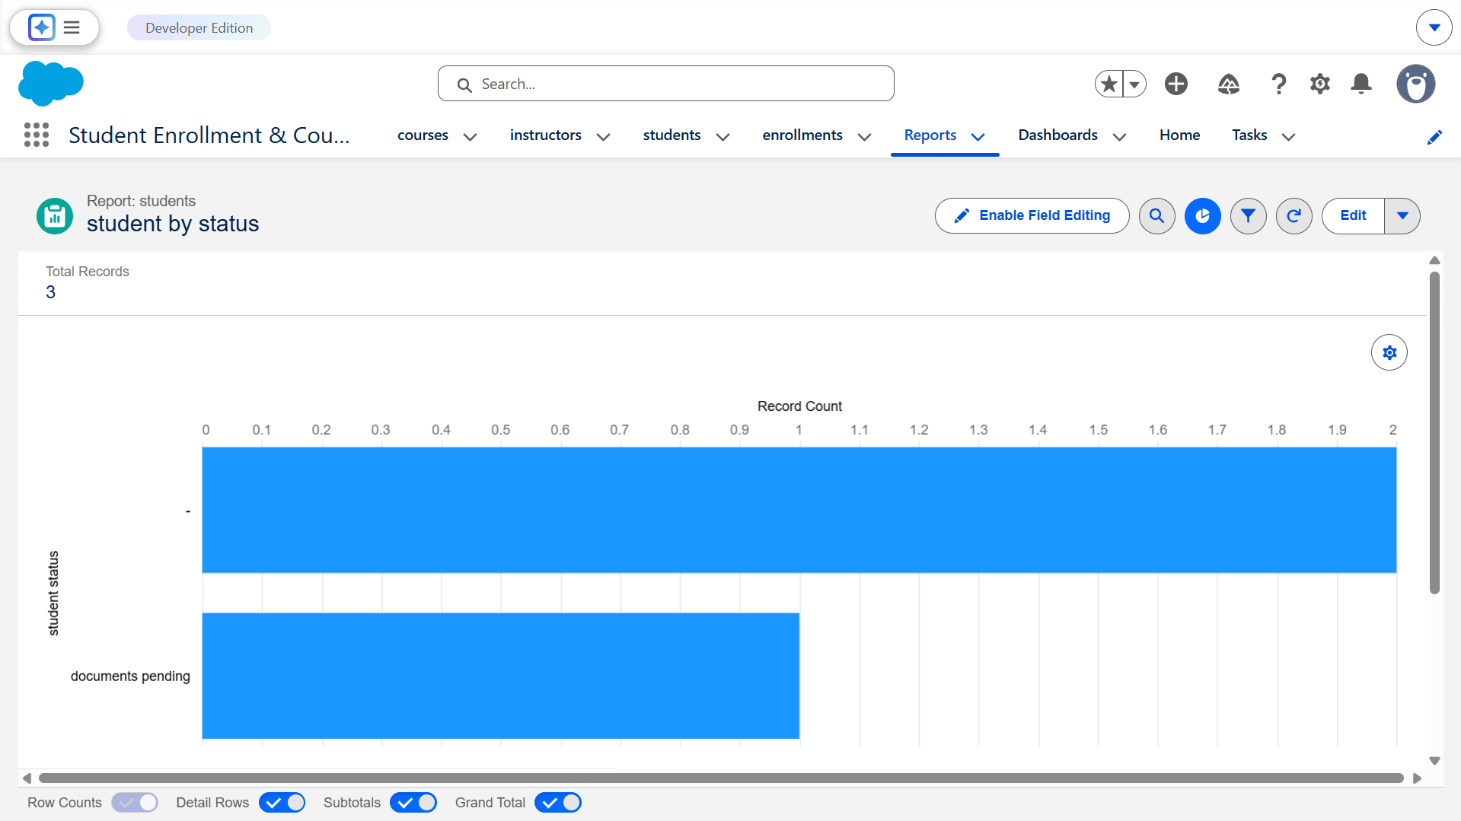 Developer Edition
Search...
Student Enrollment & Cou...
courses
instructors
students
enrollments
Reports
Dashboards
Home
Tasks
Report: students
student by status
Enable Field Editing
Edit
Total Records
3
Record Count
0 0.1 0.2 0.3 0.4 0.5 0.6 0.7 0.8 0.9 1 1.1 1.2 1.3 1.4 1.5 1.6 1.7 1.8 1.9 2
-
student status
documents pending
Row Counts
Detail Rows
Subtotals
Grand Total